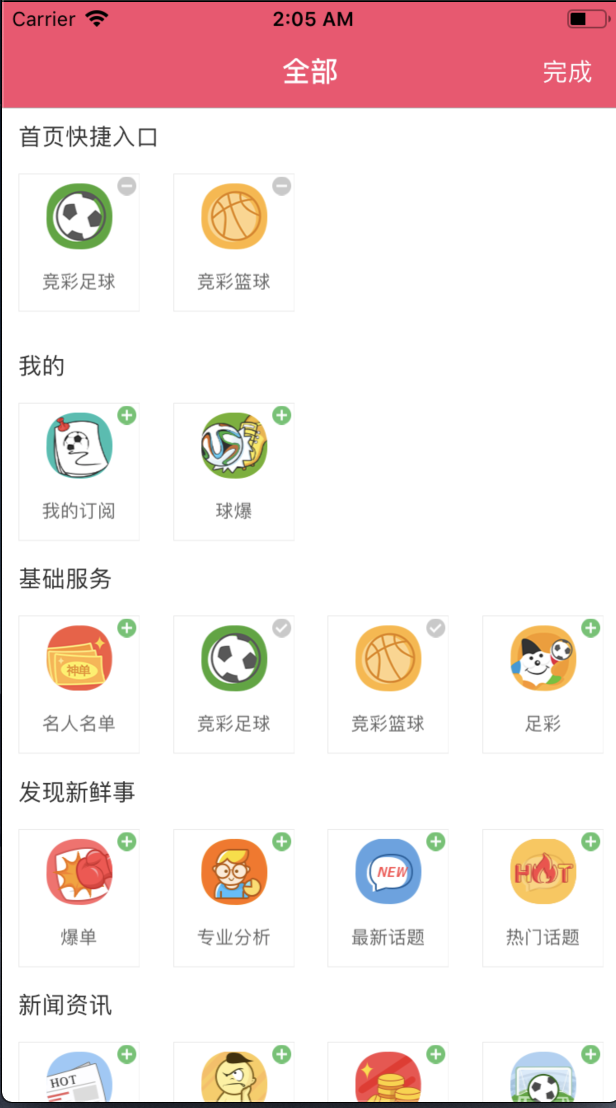 Carrier 2:05 AM
全部 完成
首页快捷入口
竞彩足球 竞彩篮球
我的
我的订阅 球爆
基础服务
神单
名人名单 竞彩足球 竞彩篮球 足彩
发现新鲜事
NEW HOT
爆单 专业分析 最新话题 热门话题
新闻资讯
HOT